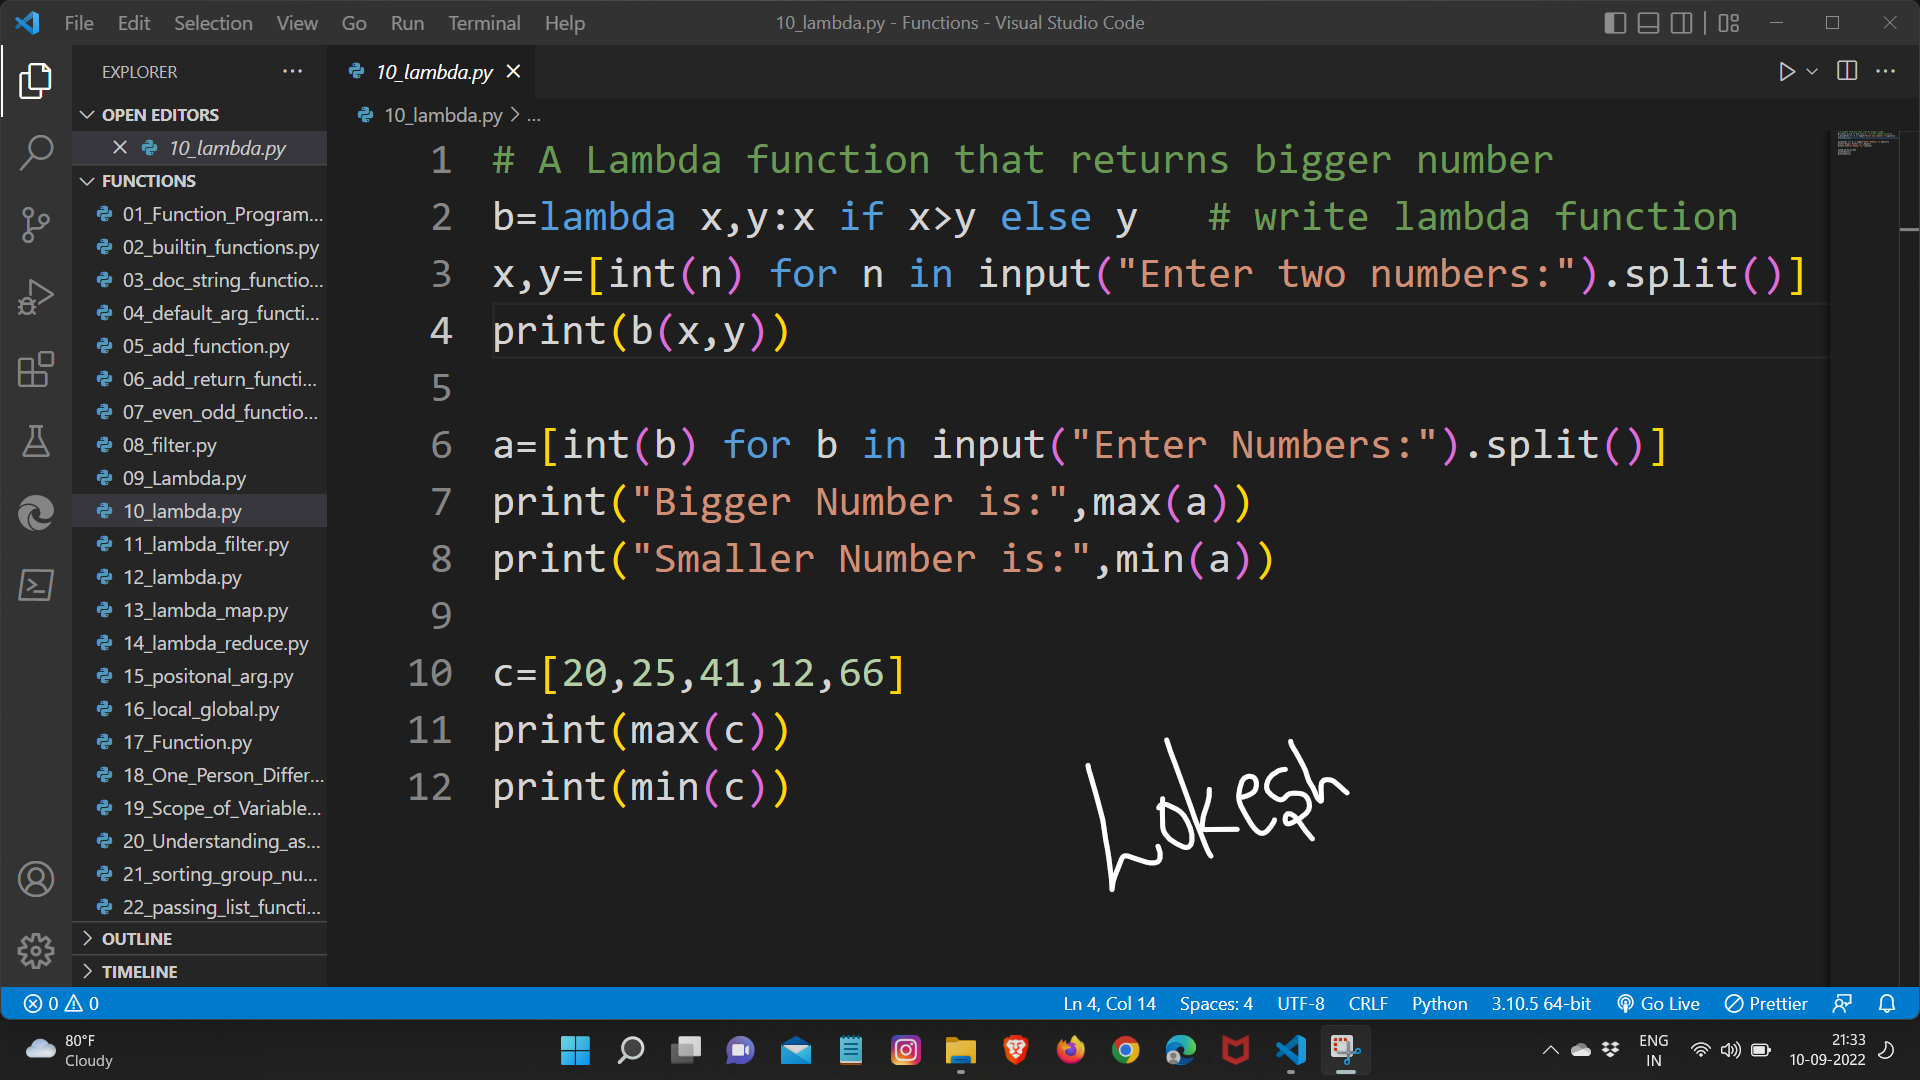 File Edit Selection View Go Run Terminal Help 10_lambda.py - Functions - Visual Studio Code
EXPLORER
OPEN EDITORS
10_lambda.py
FUNCTIONS
01_Function_Program...
02_builtin_functions.py
03_doc_string_functio...
04_default_arg_functi...
05_add_function.py
06_add_return_functi...
07_even_odd_functio...
08_filter.py
09_Lambda.py
10_lambda.py
11_lambda_filter.py
12_lambda.py
13_lambda_map.py
14_lambda_reduce.py
15_positonal_arg.py
16_local_global.py
17_Function.py
18_One_Person_Differ...
19_Scope_of_Variable...
20_Understanding_as...
21_sorting_group_nu...
22_passing_list_functi...
OUTLINE
TIMELINE
10_lambda.py
10_lambda.py > ...
1 # A Lambda function that returns bigger number
2 b=lambda x,y:x if x>y else y   # write lambda function
3 x,y=[int(n) for n in input("Enter two numbers:").split()]
4 print(b(x,y))
5
6 a=[int(b) for b in input("Enter Numbers:").split()]
7 print("Bigger Number is:",max(a))
8 print("Smaller Number is:",min(a))
9
10 c=[20,25,41,12,66]
11 print(max(c))
12 print(min(c))
Lokesh
0 0 Ln 4, Col 14 Spaces: 4 UTF-8 CRLF Python 3.10.5 64-bit Go Live Prettier
80°F
Cloudy
ENG
IN
21:33
10-09-2022